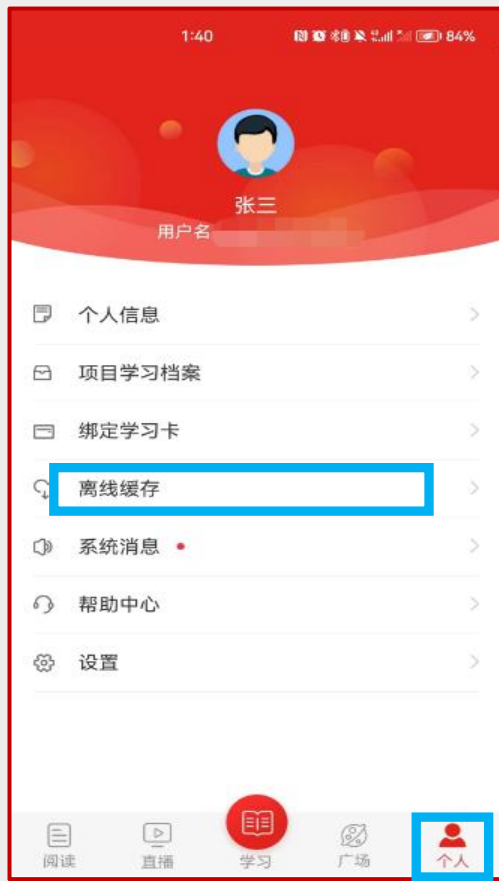 1:40 84%
张三
用户名
个人信息
项目学习档案
绑定学习卡
离线缓存
系统消息
帮助中心
设置
阅读 直播 学习 广场 个人